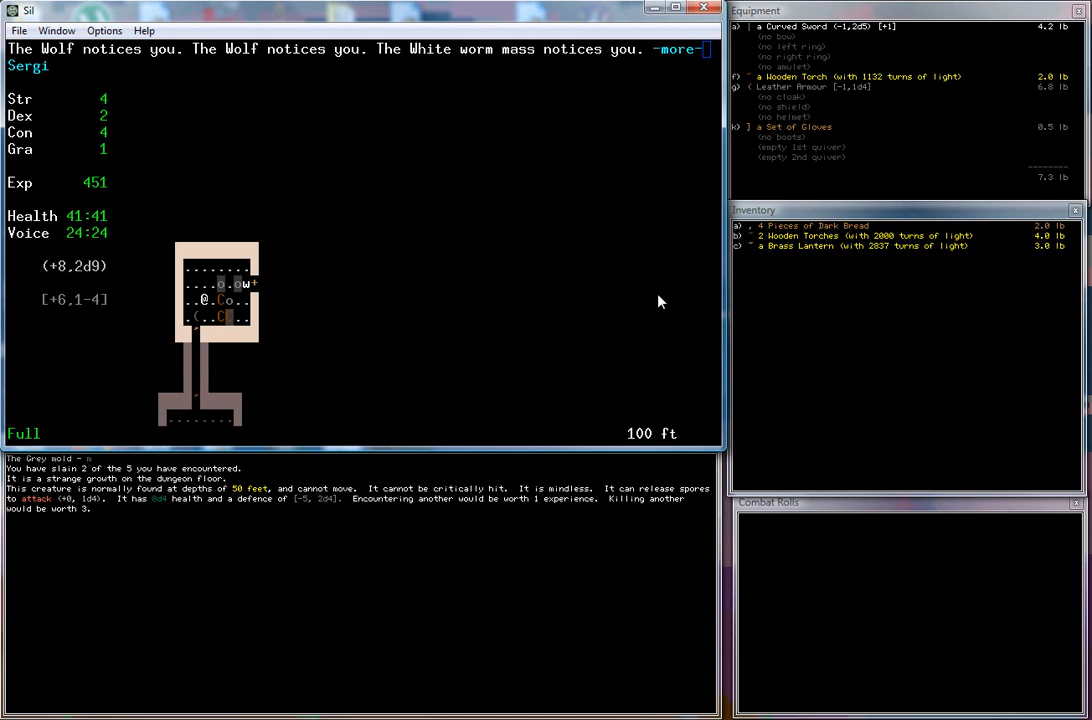 Sil
File Window Options Help
The Wolf notices you. The Wolf notices you. The White worm mass notices you. -more-
Sergi
Str 4
Dex 2
Con 4
Gra 1
Exp 451
Health 41:41
Voice 24:24
(+8,2d9)
[+6,1-4]
. . . . . . . .
. . . . o . o w +
. . @ C o . .
. ( . . C C . .
Full 100 ft
Equipment
a) | a Curved Sword (-1,2d5) [+1] 4.2 lb
(no bow)
(no left ring)
(no right ring)
(no amulet)
f) ~ a Wooden Torch (with 1132 turns of light) 2.0 lb
g) ( Leather Armour [-1,1d4] 6.8 lb
(no cloak)
(no shield)
(no helmet)
k) ] a Set of Gloves 0.5 lb
(no boots)
(empty 1st quiver)
(empty 2nd quiver)
--------
7.3 lb
Inventory
a) , 4 Pieces of Dark Bread 2.0 lb
b) ~ 2 Wooden Torches (with 2000 turns of light) 4.0 lb
c) ~ a Brass Lantern (with 2837 turns of light) 3.0 lb
The Grey mold - m
You have slain 2 of the 5 you have encountered.
It is a strange growth on the dungeon floor.
This creature is normally found at depths of 50 feet, and cannot move. It cannot be critically hit. It is mindless. It can release spores
to attack (+0, 1d4). It has 8d4 health and a defence of [-5, 2d4]. Encountering another would be worth 1 experience. Killing another
would be worth 3.
Combat Rolls